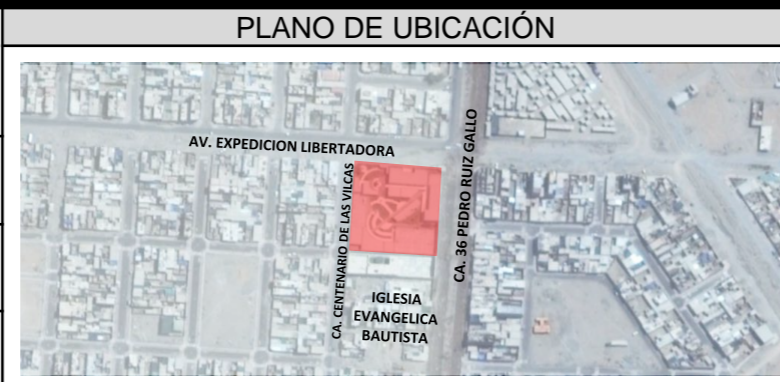 PLANO DE UBICACIÓN
AV. EXPEDICION LIBERTADORA
CA. CENTENARIO DE LAS VILCAS
CA. 36 PEDRO RUIZ GALLO
IGLESIA
EVANGELICA
BAUTISTA